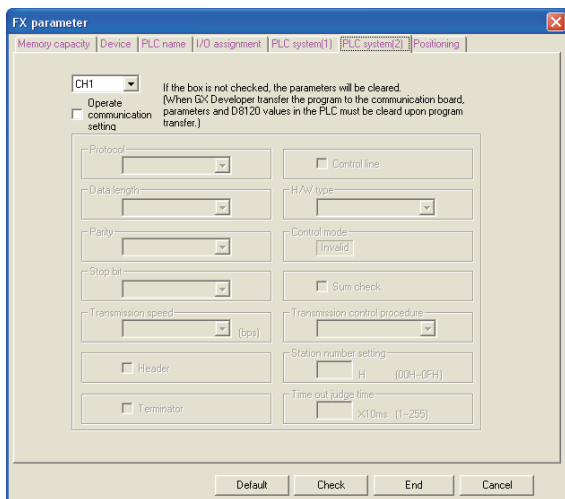 FX parameter
Memory capacity Device PLC name I/O assignment PLC system(1) PLC system(2) Positioning
CH1
If the box is not checked, the parameters will be cleared.
(When GX Developer transfer the program to the communication board,
parameters and D8120 values in the PLC must be cleard upon program
transfer.)
Operate
communication
setting
Protocol
Control line
Data length
H/W type
Parity
Control mode
Invalid
Stop bit
Sum check
Transmission speed
(bps)
Transmission control procedure
Header
Station number setting
H (00H--0FH)
Terminator
Time out judge time
X10ms (1--255)
Default Check End Cancel